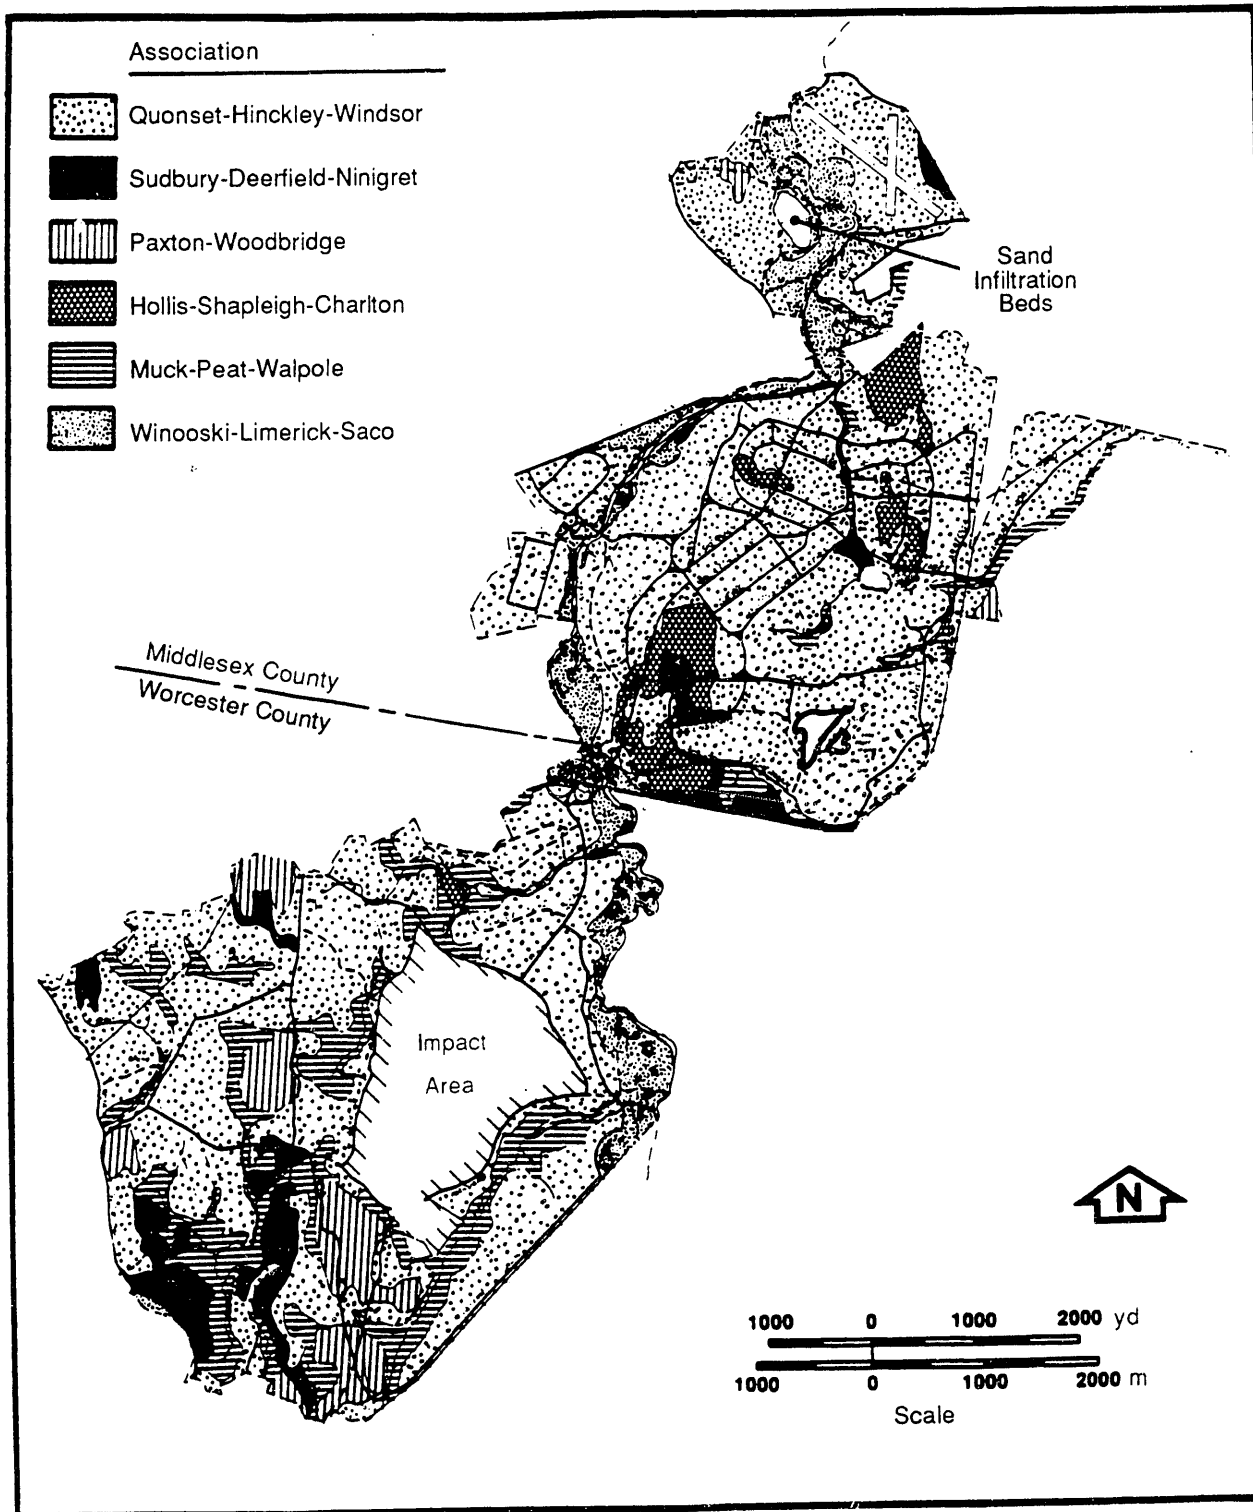 Association
Quonset-Hinckley-Windsor
Sudbury-Deerfield-Ninigret
Paxton-Woodbridge
Hollis-Shapleigh-Charlton
Muck-Peat-Walpole
Winooski-Limerick-Saco
Sand
Infiltration
Beds
Middlesex County
Worcester County
Impact
Area
N
1000 0 1000 2000 yd
1000 0 1000 2000 m
Scale